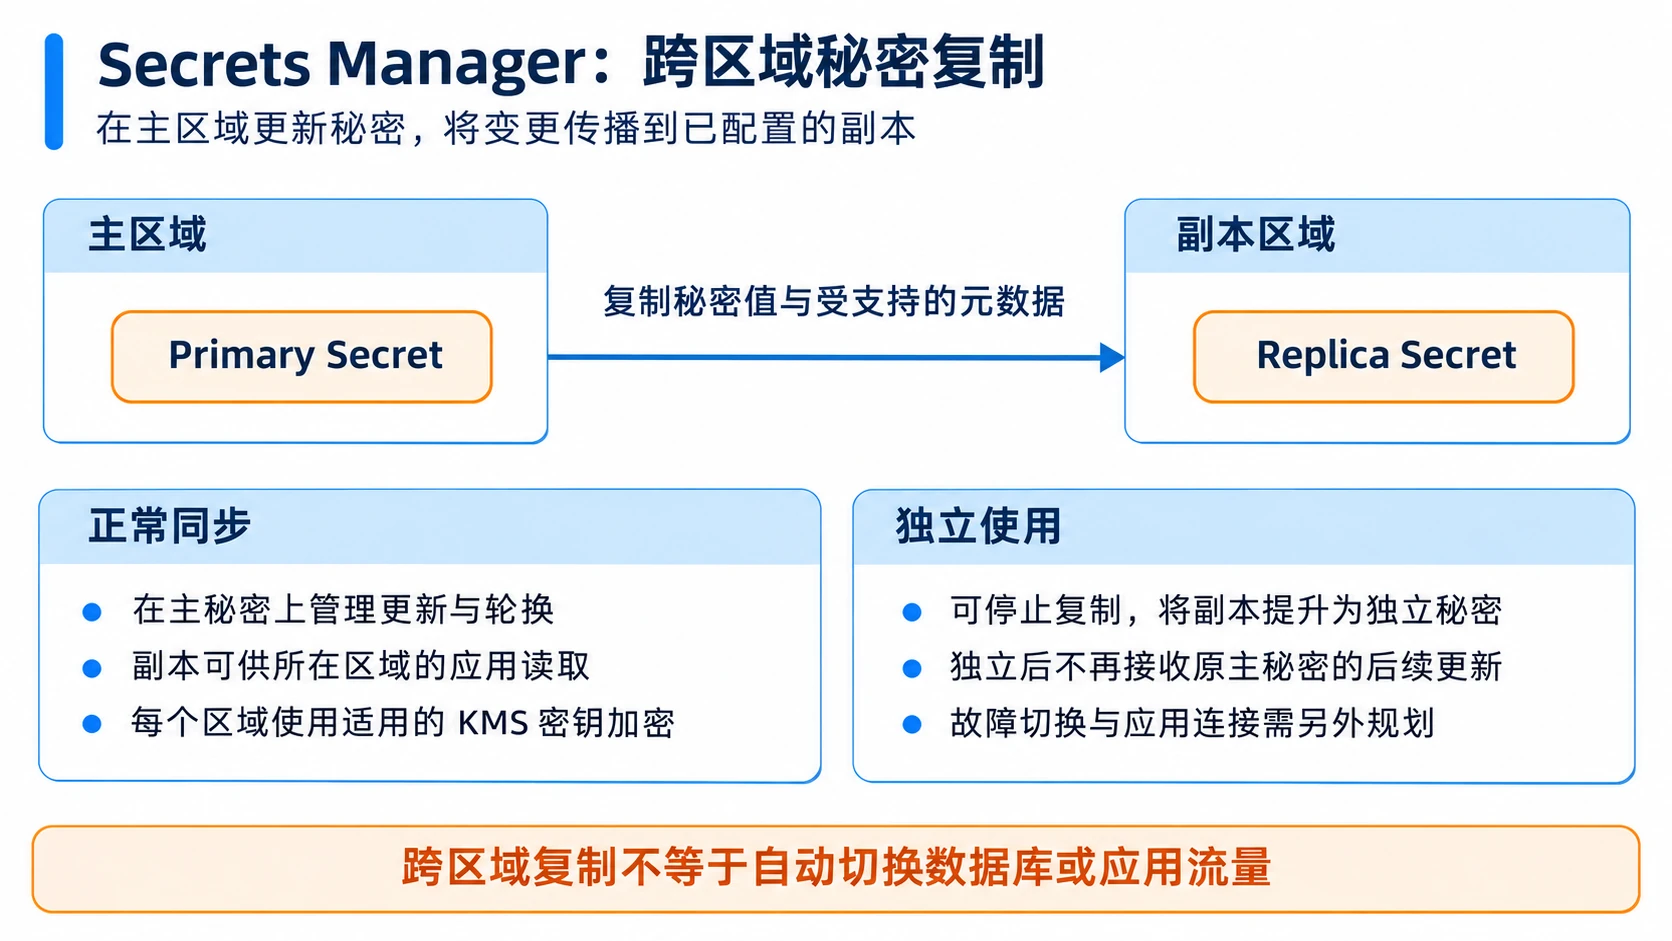 Secrets Manager：跨区域秘密复制
在主区域更新秘密，将变更传播到已配置的副本
主区域
副本区域
复制秘密值与受支持的元数据
Primary Secret
Replica Secret
正常同步
在主秘密上管理更新与轮换
副本可供所在区域的应用读取
每个区域使用适用的 KMS 密钥加密
独立使用
可停止复制，将副本提升为独立秘密
独立后不再接收原主秘密的后续更新
故障切换与应用连接需另外规划
跨区域复制不等于自动切换数据库或应用流量